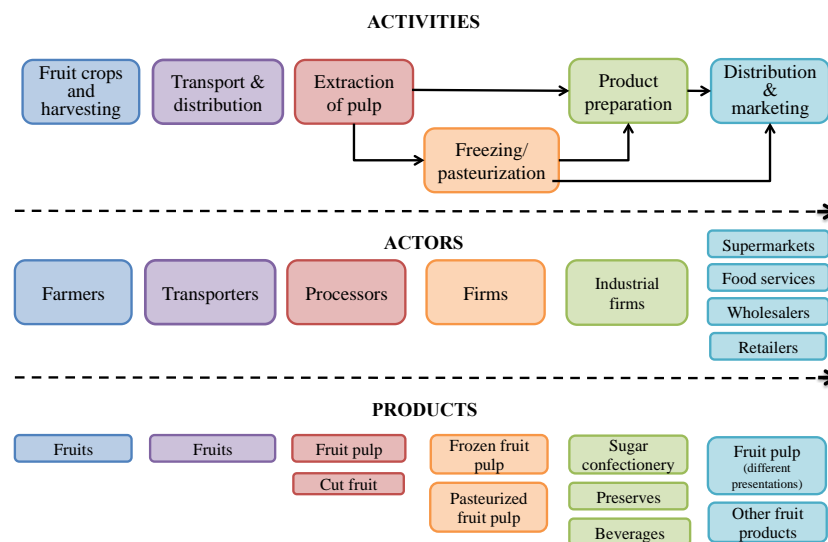 ACTIVITIES
Fruit crops
and
harvesting
Transport &
distribution
Extraction
of pulp
Product
preparation
Distribution
&
marketing
Freezing/
pasteurization
ACTORS
Farmers
Transporters
Processors
Firms
Industrial
firms
Supermarkets
Food services
Wholesalers
Retailers
PRODUCTS
Fruits
Fruits
Fruit pulp
Cut fruit
Frozen fruit
pulp
Pasteurized
fruit pulp
Sugar
confectionery
Preserves
Beverages
Fruit pulp
(different
presentations)
Other fruit
products